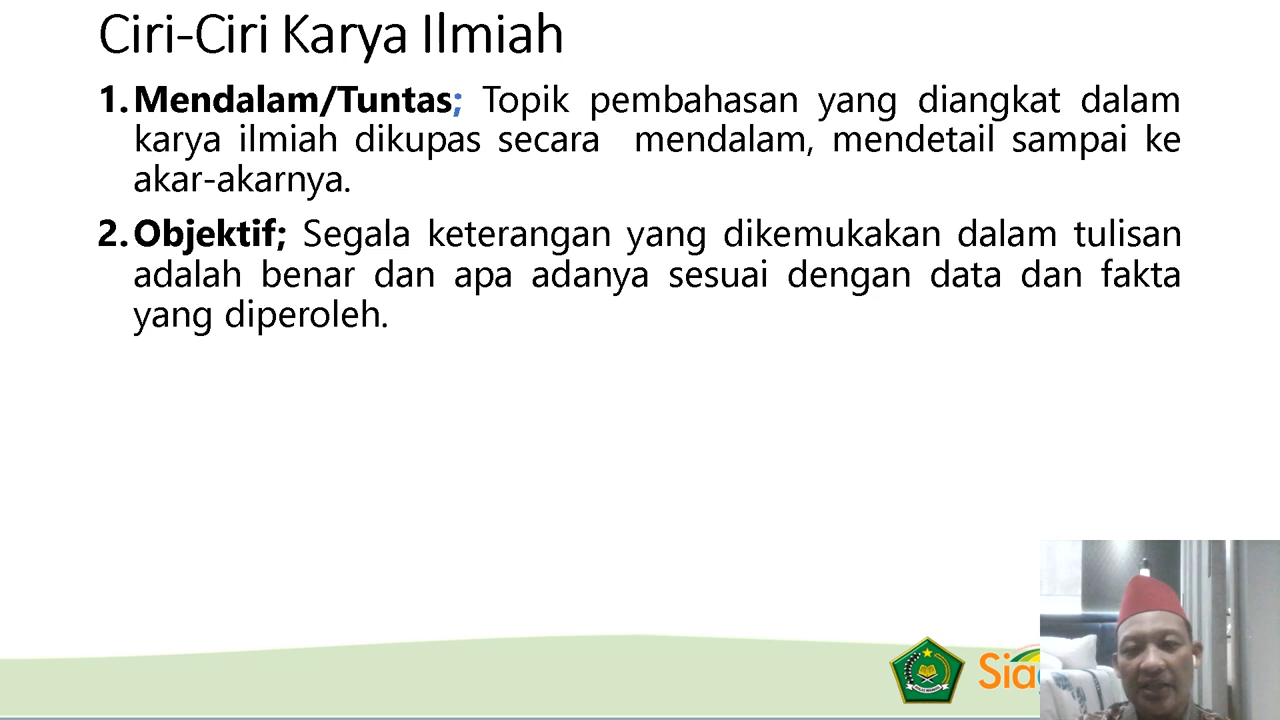 Ciri-Ciri Karya Ilmiah
1. Mendalam/Tuntas; Topik pembahasan yang diangkat dalam
karya ilmiah dikupas secara mendalam, mendetail sampai ke
akar-akarnya.
2. Objektif; Segala keterangan yang dikemukakan dalam tulisan
adalah benar dan apa adanya sesuai dengan data dan fakta
yang diperoleh.